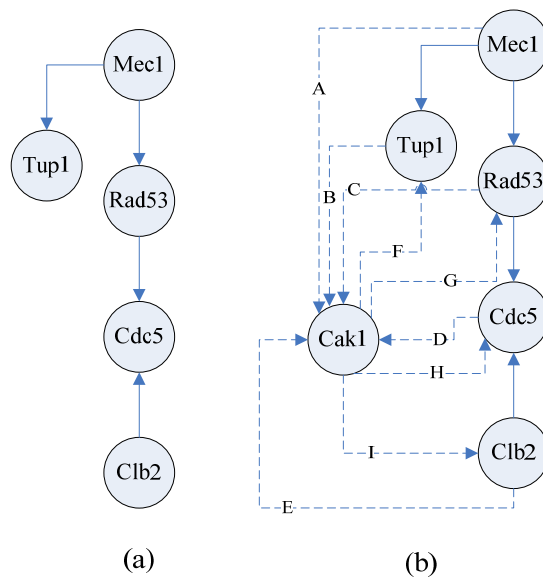 Mec1
Tup1
Rad53
Cdc5
Clb2
(a)
Mec1
A
Tup1
B
C
Rad53
F
G
Cak1
D
Cdc5
H
I
Clb2
E
(b)